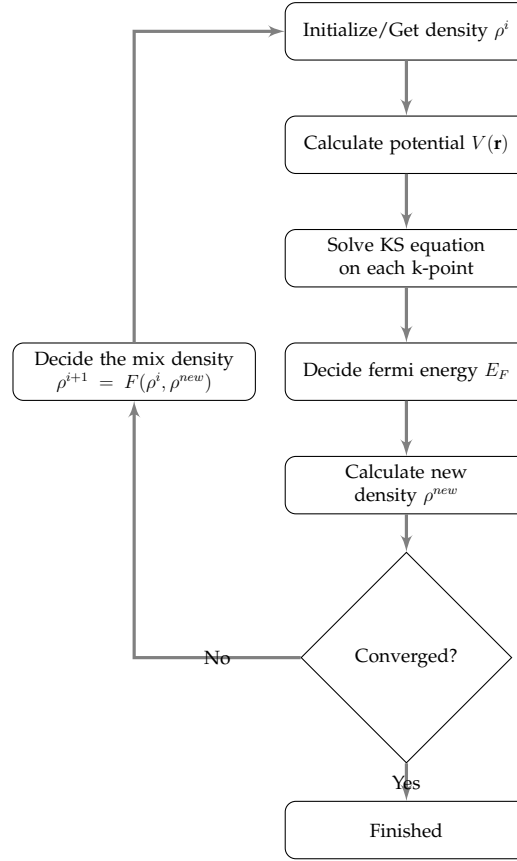 Initialize/Get density ρ^i
Calculate potential V(r)
Solve KS equation
on each k-point
Decide the mix density
ρ^{i+1} = F(ρ^i, ρ^{new})
Decide fermi energy E_F
Calculate new
density ρ^{new}
No
Converged?
Yes
Finished